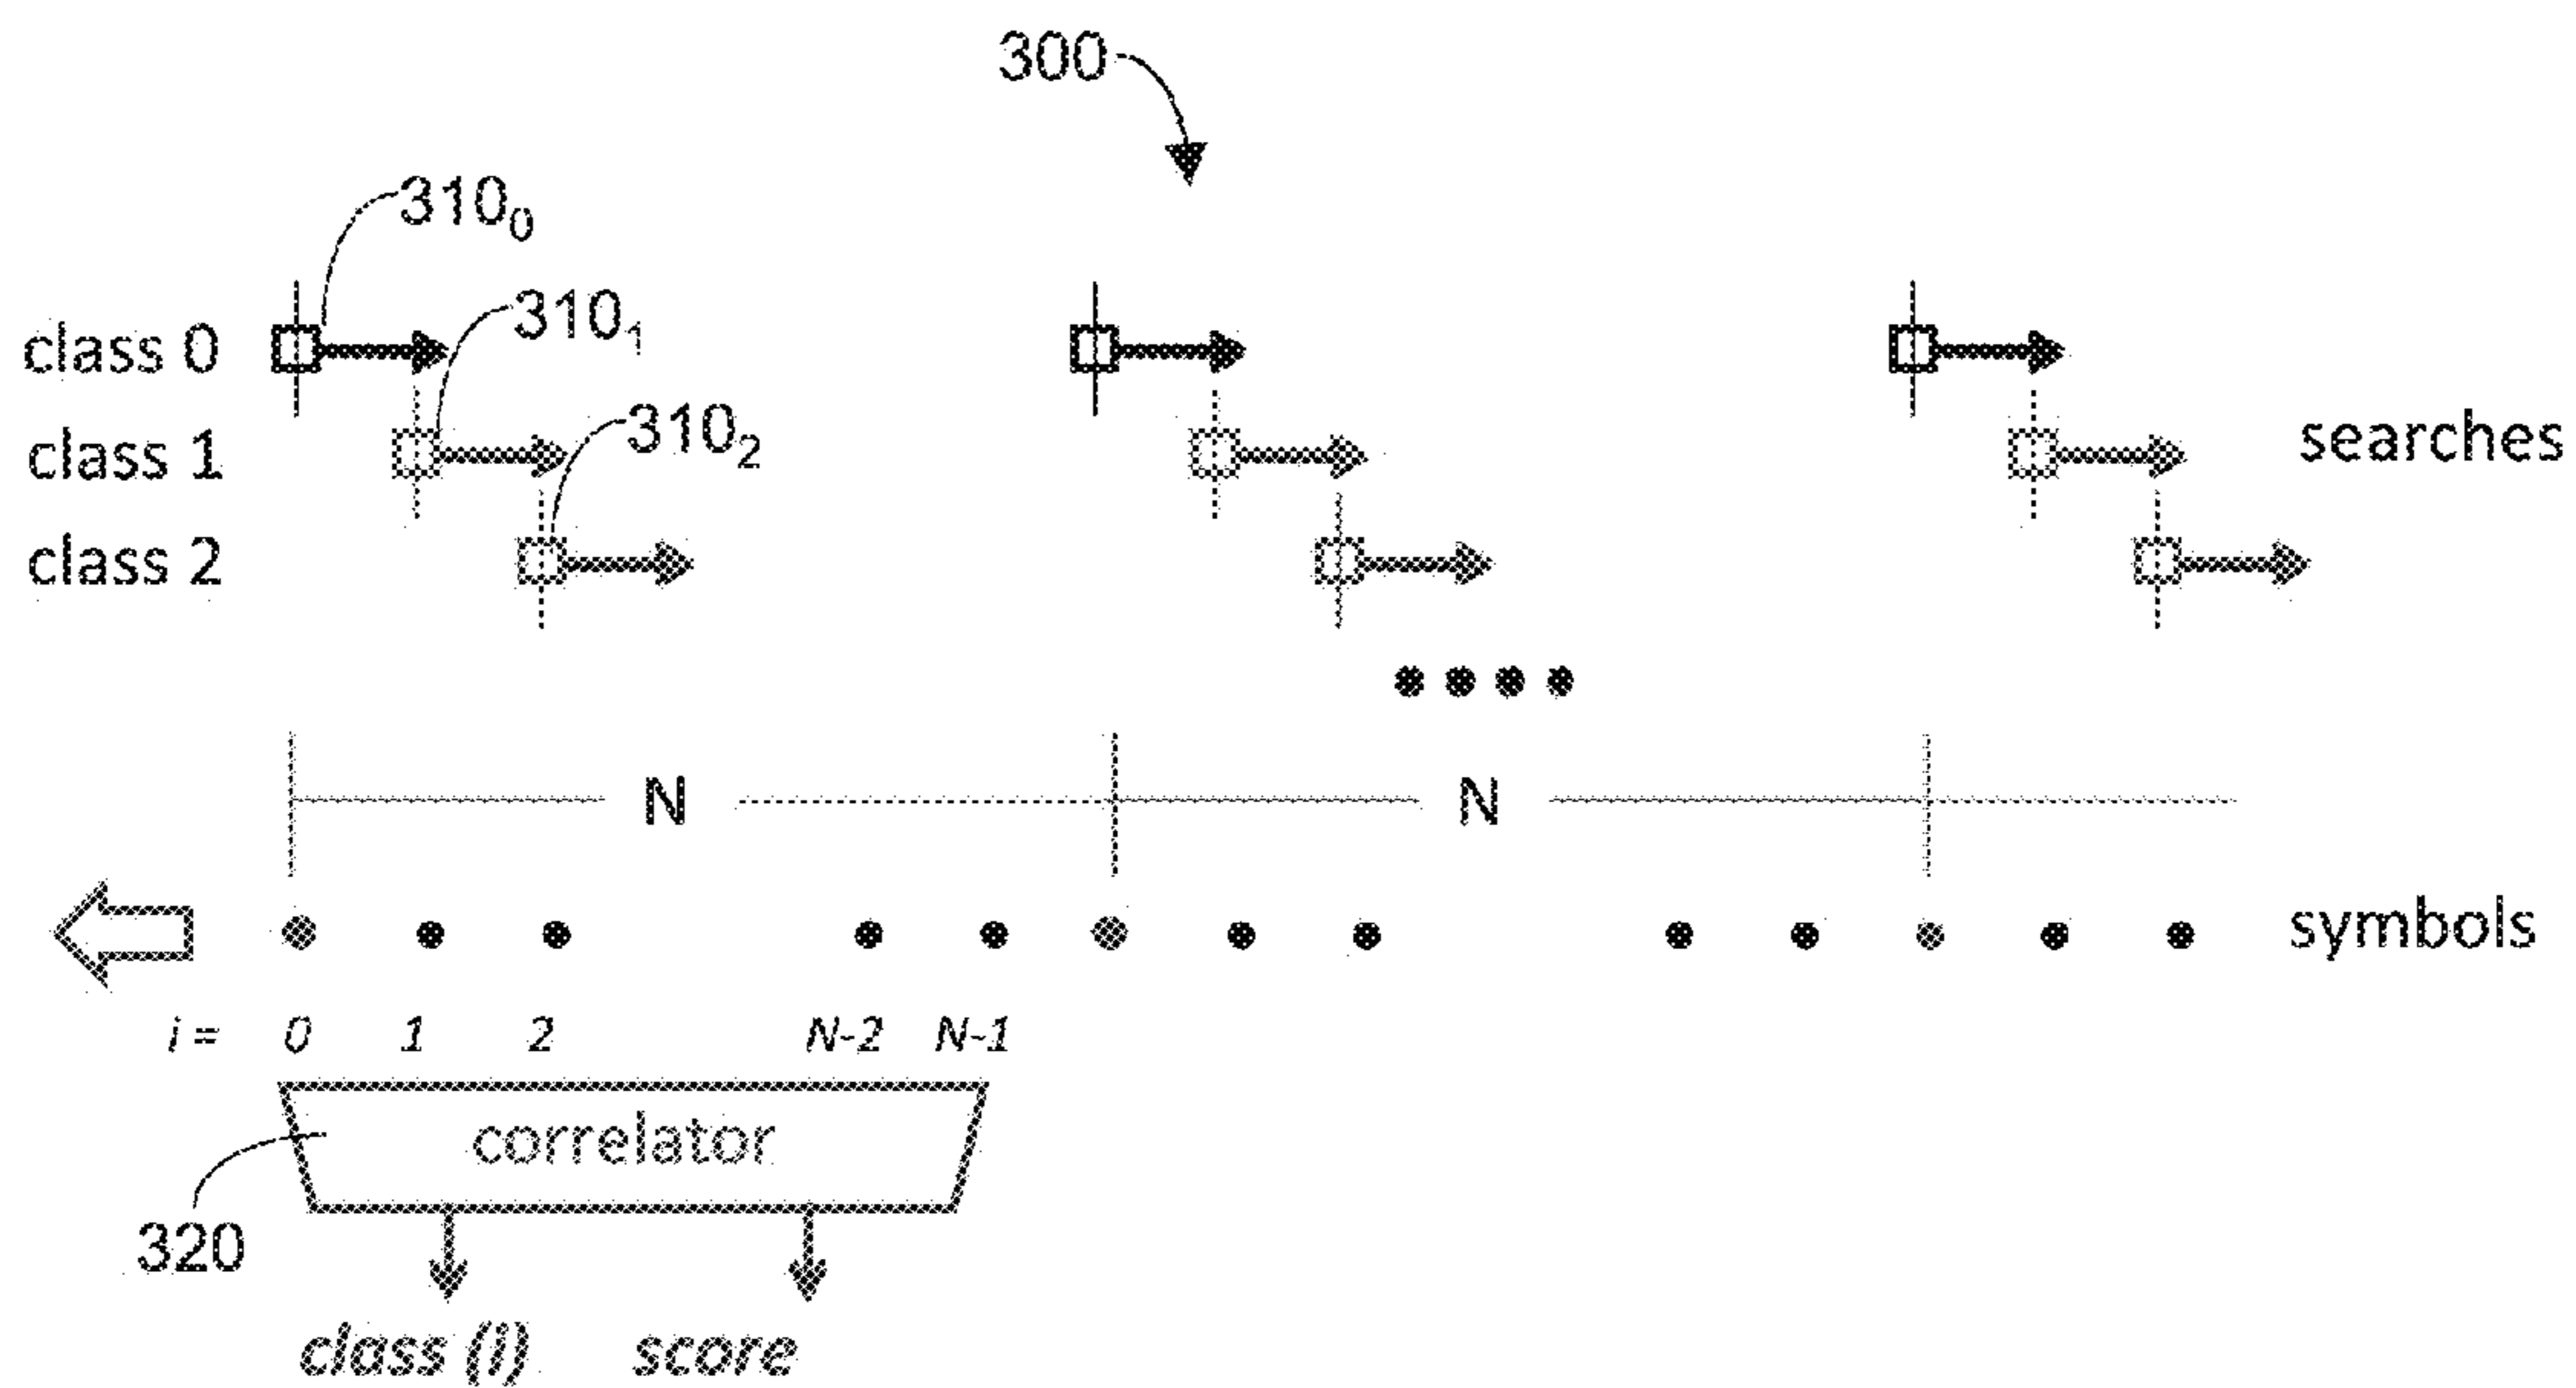 300
310₀
310₁
class 0
310₂
class 1
searches
class 2
N N
symbols
i = 0 1 2 N-2 N-1
correlator
320
class (i) score